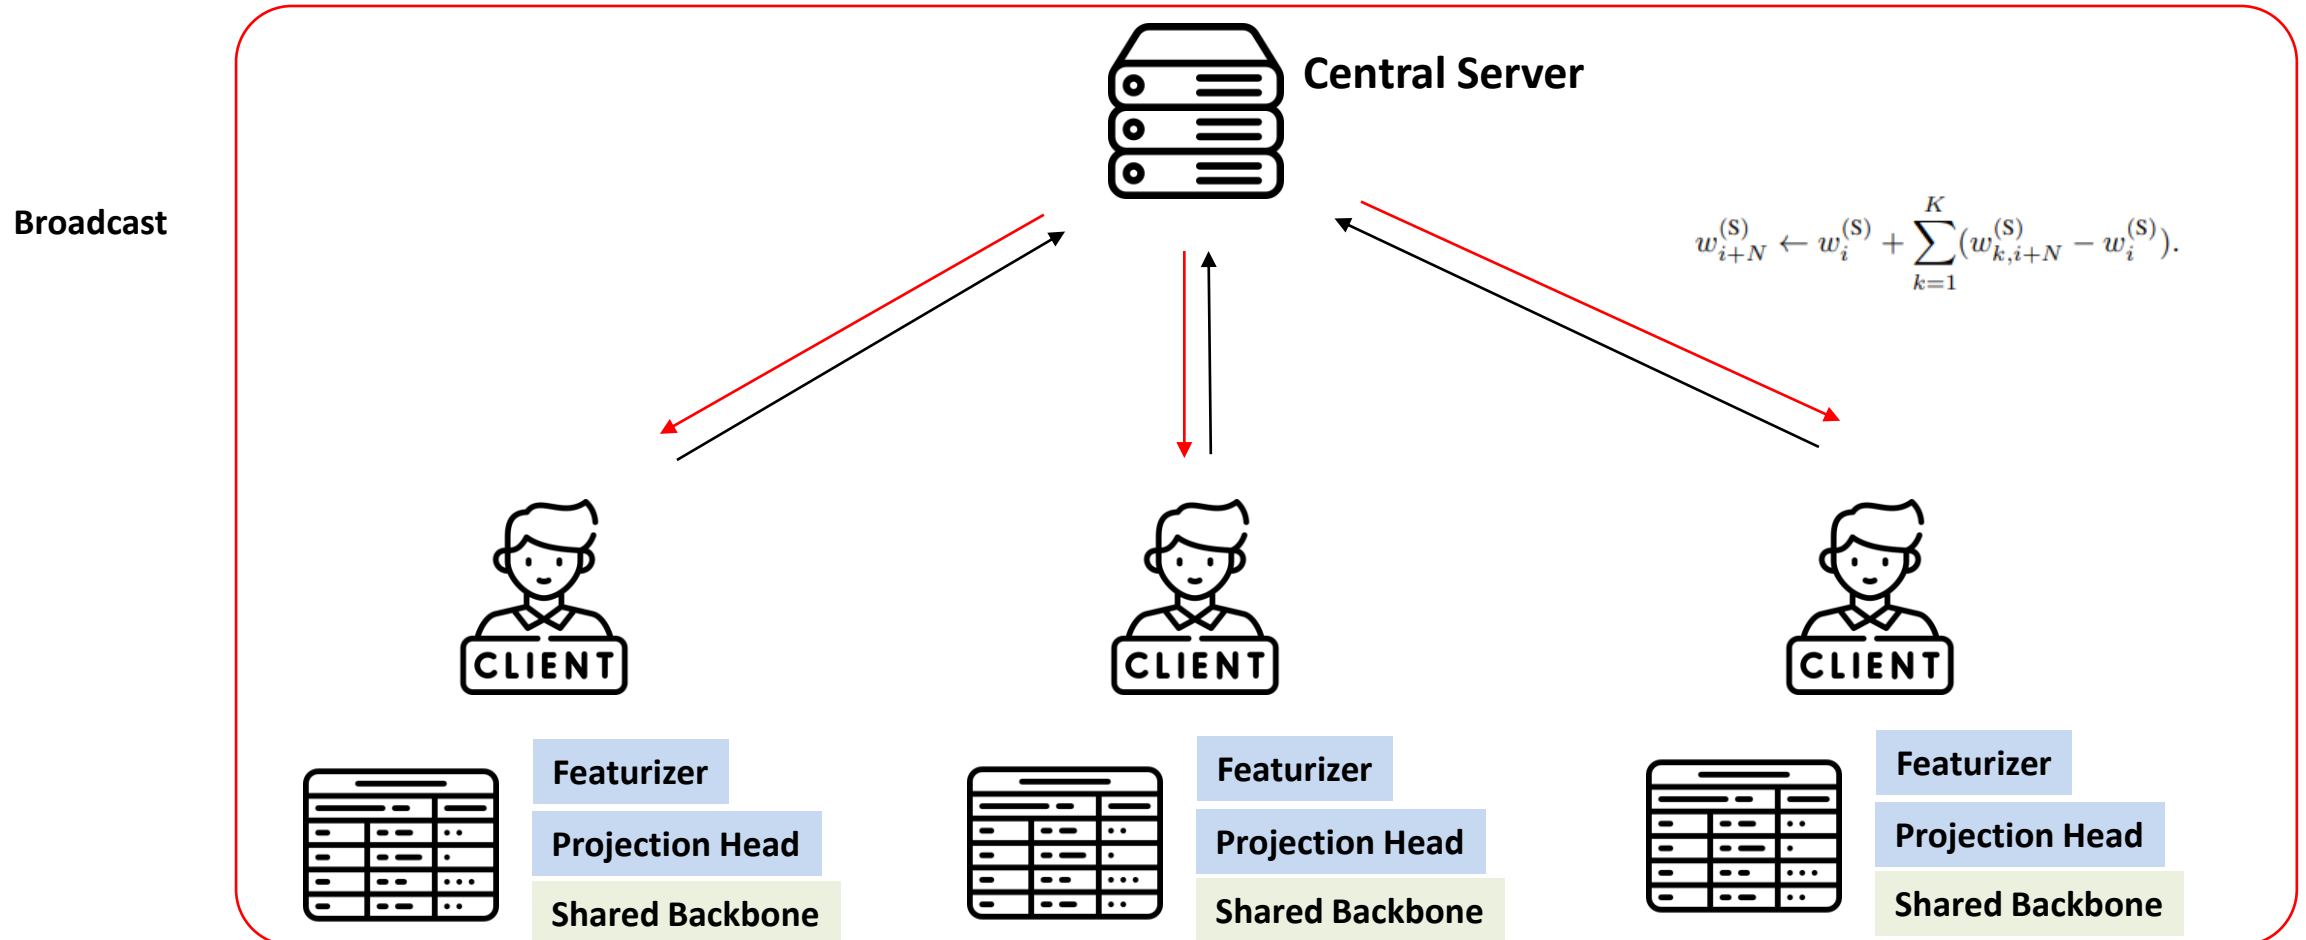 Central Server
Broadcast
w_{i+N}^{(S)} ← w_i^{(S)} + \sum_{k=1}^{K} (w_{k,i+N}^{(S)} − w_i^{(S)}).
CLIENT
CLIENT
CLIENT
Featurizer
Projection Head
Shared Backbone
Featurizer
Projection Head
Shared Backbone
Featurizer
Projection Head
Shared Backbone